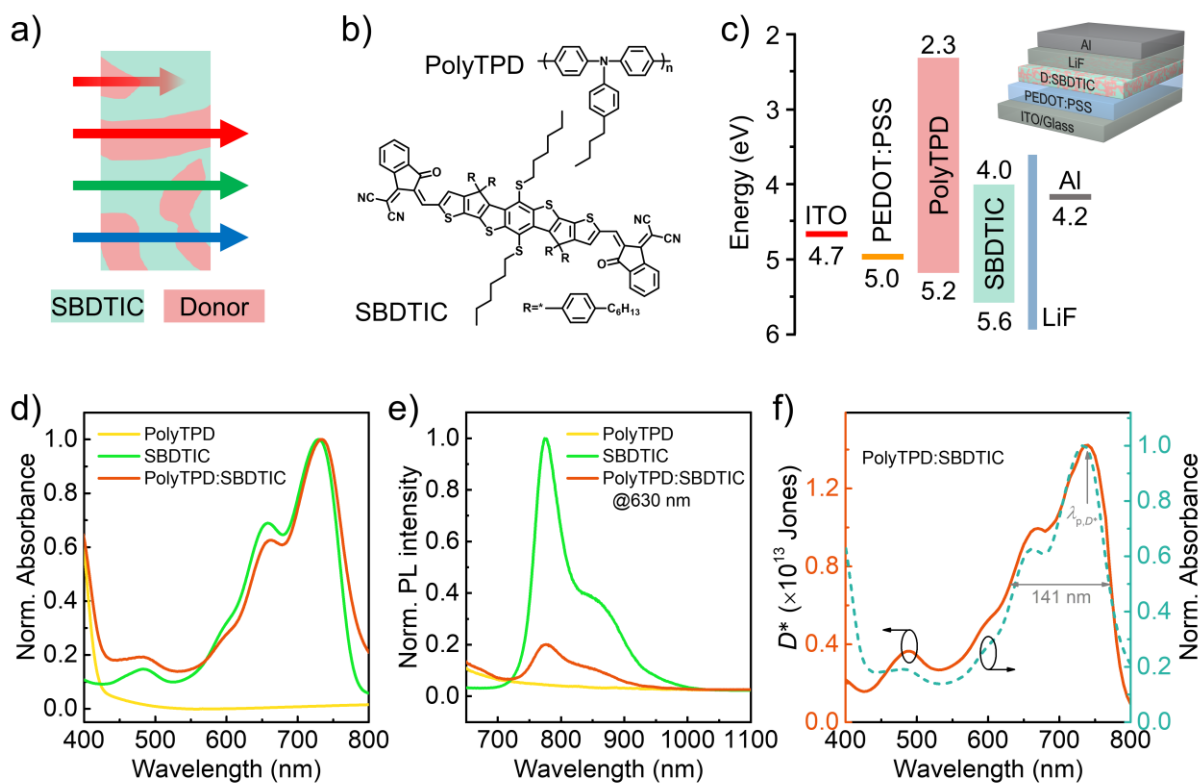 a)
SBDTIC
Donor
b)
PolyTPD
N
n
R
R
NC
CN
O
S
S
S
S
S
S
R
R
O
CN
CN
SBDTIC
R=*
C6H13
c)
Energy (eV)
2
3
4
5
6
ITO
4.7
PEDOT:PSS
5.0
2.3
PolyTPD
5.2
4.0
SBDTIC
5.6
LiF
Al
4.2
Al
LiF
D:SBDTIC
PEDOT:PSS
ITO/Glass
d)
Norm. Absorbance
1.0
0.8
0.6
0.4
0.2
0.0
PolyTPD
SBDTIC
PolyTPD:SBDTIC
400 500 600 700 800
Wavelength (nm)
e)
Norm. PL intensity
1.0
0.8
0.6
0.4
0.2
0.0
PolyTPD
SBDTIC
PolyTPD:SBDTIC
@630 nm
700 800 900 1000 1100
Wavelength (nm)
f)
D* (×10¹³ Jones)
1.2
0.9
0.6
0.4
0.0
PolyTPD:SBDTIC
λp,D*
141 nm
1.0
0.8
0.6
0.4
0.2
0.0
Norm. Absorbance
400 500 600 700 800
Wavelength (nm)